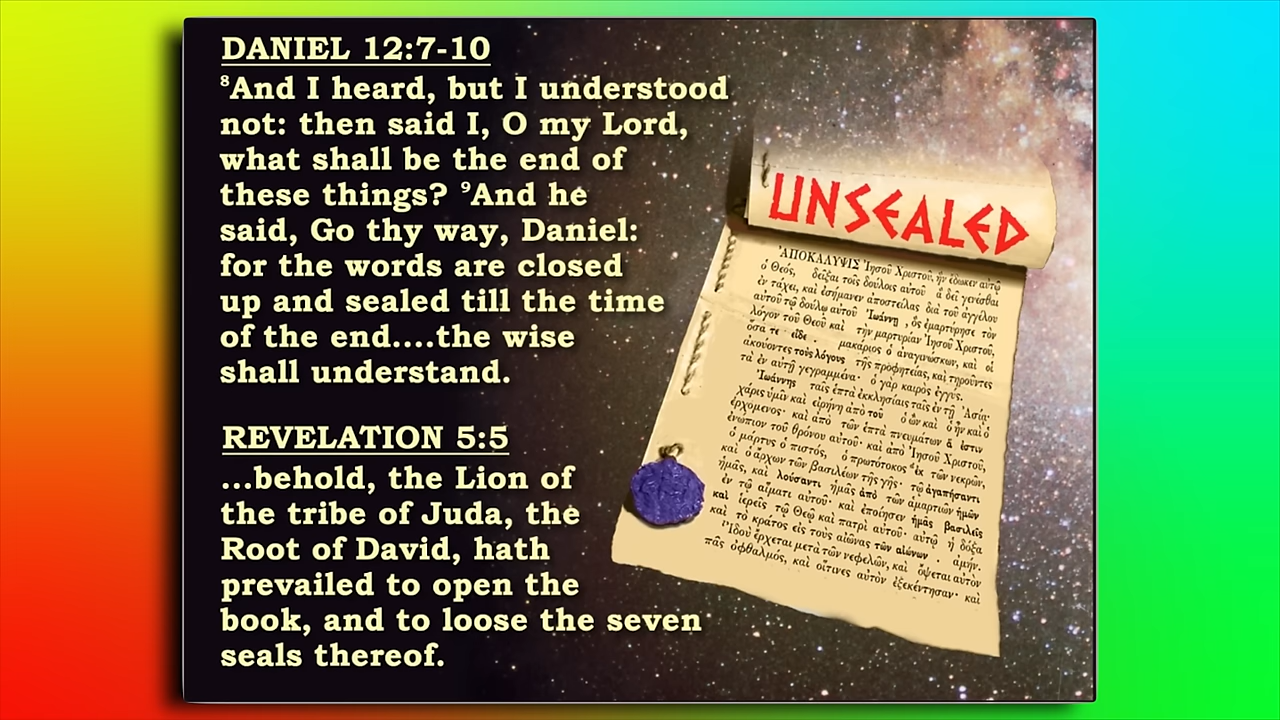 DANIEL 12:7-10
⁸And I heard, but I understood
not: then said I, O my Lord,
what shall be the end of
these things? ⁹And he
said, Go thy way, Daniel:
for the words are closed
up and sealed till the time
of the end....the wise
shall understand.
REVELATION 5:5
...behold, the Lion of
the tribe of Juda, the
Root of David, hath
prevailed to open the
book, and to loose the seven
seals thereof.
UNSEALED
ἈΠΟΚΑΛΥΨΙΣ Ἰησοῦ Χριστοῦ, ἣν ἔδωκεν αὐτῷ
ὁ Θεός, δεῖξαι τοῖς δούλοις αὐτοῦ ἃ δεῖ γενέσθαι
ἐν τάχει, καὶ ἐσήμανεν ἀποστείλας διὰ τοῦ ἀγγέλου
αὐτοῦ τῷ δούλῳ αὐτοῦ Ἰωάννῃ , ὃς ἐμαρτύρησε τὸν
λόγον τοῦ Θεοῦ καὶ τὴν μαρτυρίαν Ἰησοῦ Χριστοῦ,
ὅσα τε εἶδε . μακάριος ὁ ἀναγινώσκων, καὶ οἱ
ἀκούοντες τοὺς λόγους τῆς προφητείας, καὶ τηροῦντες
τὰ ἐν αὐτῇ γεγραμμένα· ὁ γὰρ καιρὸς ἐγγύς.
Ἰωάννης ταῖς ἑπτὰ ἐκκλησίαις ταῖς ἐν τῇ Ἀσίᾳ·
χάρις ὑμῖν καὶ εἰρήνη ἀπὸ τοῦ ὁ ὢν καὶ ὁ ἦν καὶ ὁ
ἐρχόμενος· καὶ ἀπὸ τῶν ἑπτὰ πνευμάτων ἅ ἐστιν
ἐνώπιον τοῦ θρόνου αὐτοῦ· καὶ ἀπὸ Ἰησοῦ Χριστοῦ,
ὁ μάρτυς ὁ πιστός, ὁ πρωτότοκος ἐκ τῶν νεκρῶν,
καὶ ὁ ἄρχων τῶν βασιλέων τῆς γῆς· τῷ ἀγαπήσαντι
ἡμᾶς, καὶ λούσαντι ἡμᾶς ἀπὸ τῶν ἁμαρτιῶν ἡμῶν
ἐν τῷ αἵματι αὐτοῦ· καὶ ἐποίησεν ἡμᾶς βασιλεῖς
καὶ ἱερεῖς τῷ Θεῷ καὶ πατρὶ αὐτοῦ· αὐτῷ ἡ δόξα
καὶ τὸ κράτος εἰς τοὺς αἰῶνας τῶν αἰώνων . ἀμήν.
Ἰδοὺ ἔρχεται μετὰ τῶν νεφελῶν, καὶ ὄψεται αὐτὸν
πᾶς ὀφθαλμός, καὶ οἵτινες αὐτὸν ἐξεκέντησαν· καὶ